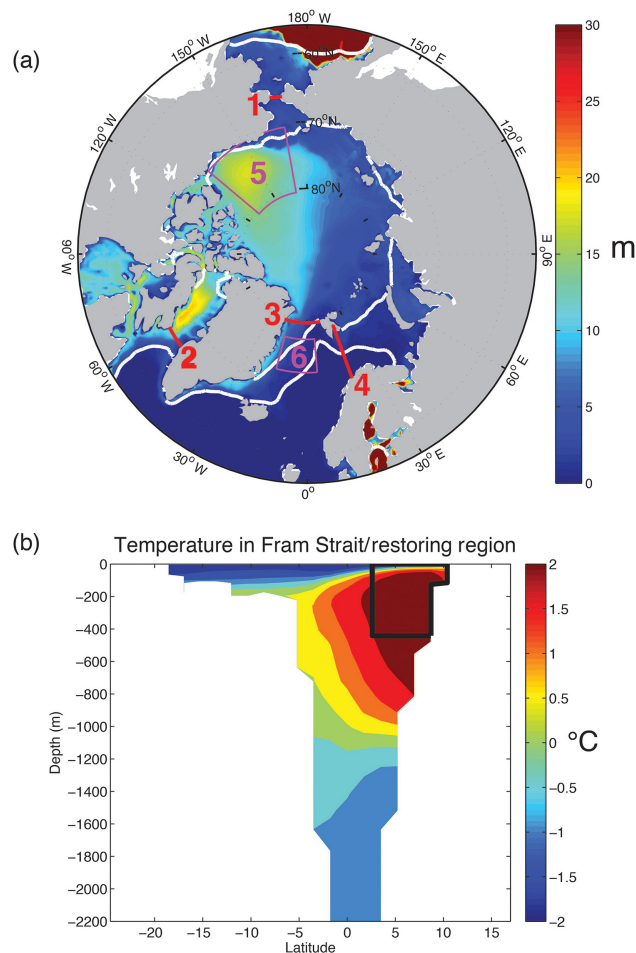 (a)
180° W
150° W
150° E
60°N
1
70°N
120° W
120° E
5
80°N
90° W
90° E
3
2
6
4
60° W
60° E
30° W
30° E
0°
30
25
20
15
10
5
0
m
(b)
Temperature in Fram Strait/restoring region
0
−200
−400
−600
−800
−1000
−1200
−1400
−1600
−1800
−2000
−2200
Depth (m)
−20
−15
−10
−5
0
5
10
15
Latitude
2
1.5
1
0.5
0
−0.5
−1
−1.5
−2
°C